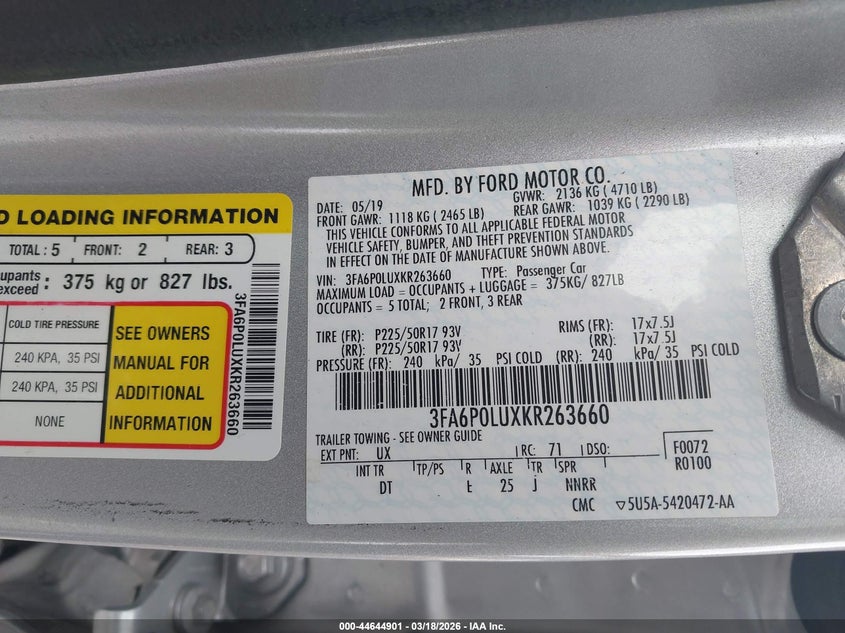 D LOADING INFORMATION
TOTAL : 5 FRONT: 2 REAR: 3
upants
exceed : 375 kg or 827 lbs.
COLD TIRE PRESSURE
240 KPA, 35 PSI
240 KPA, 35 PSI
NONE
SEE OWNERS
MANUAL FOR
ADDITIONAL
INFORMATION
3FA6P0LUXKR263660
MFD. BY FORD MOTOR CO.
DATE: 05/19 GVWR: 2136 KG ( 4710 LB)
FRONT GAWR: 1118 KG ( 2465 LB) REAR GAWR: 1039 KG ( 2290 LB)
THIS VEHICLE CONFORMS TO ALL APPLICABLE FEDERAL MOTOR
VEHICLE SAFETY, BUMPER, AND THEFT PREVENTION STANDARDS
IN EFFECT ON THE DATE OF MANUFACTURE SHOWN ABOVE.
VIN: 3FA6P0LUXKR263660 TYPE: Passenger Car
MAXIMUM LOAD = OCCUPANTS + LUGGAGE = 375KG/ 827LB
OCCUPANTS = 5 TOTAL; 2 FRONT, 3 REAR
TIRE (FR): P225/50R17 93V RIMS (FR): 17x7.5J
(RR): P225/50R17 93V (RR): 17x7.5J
PRESSURE (FR): 240 kPa/ 35 PSI COLD (RR): 240 kPa/ 35 PSI COLD
3FA6P0LUXKR263660
TRAILER TOWING - SEE OWNER GUIDE
EXT PNT: UX RC: 71 DSO: F0072
R0100
INT TR TP/PS R AXLE TR SPR
DT 25 J NNRR
CMC ▽5U5A-5420472-AA
000-44644901 - 03/18/2026 - IAA Inc.